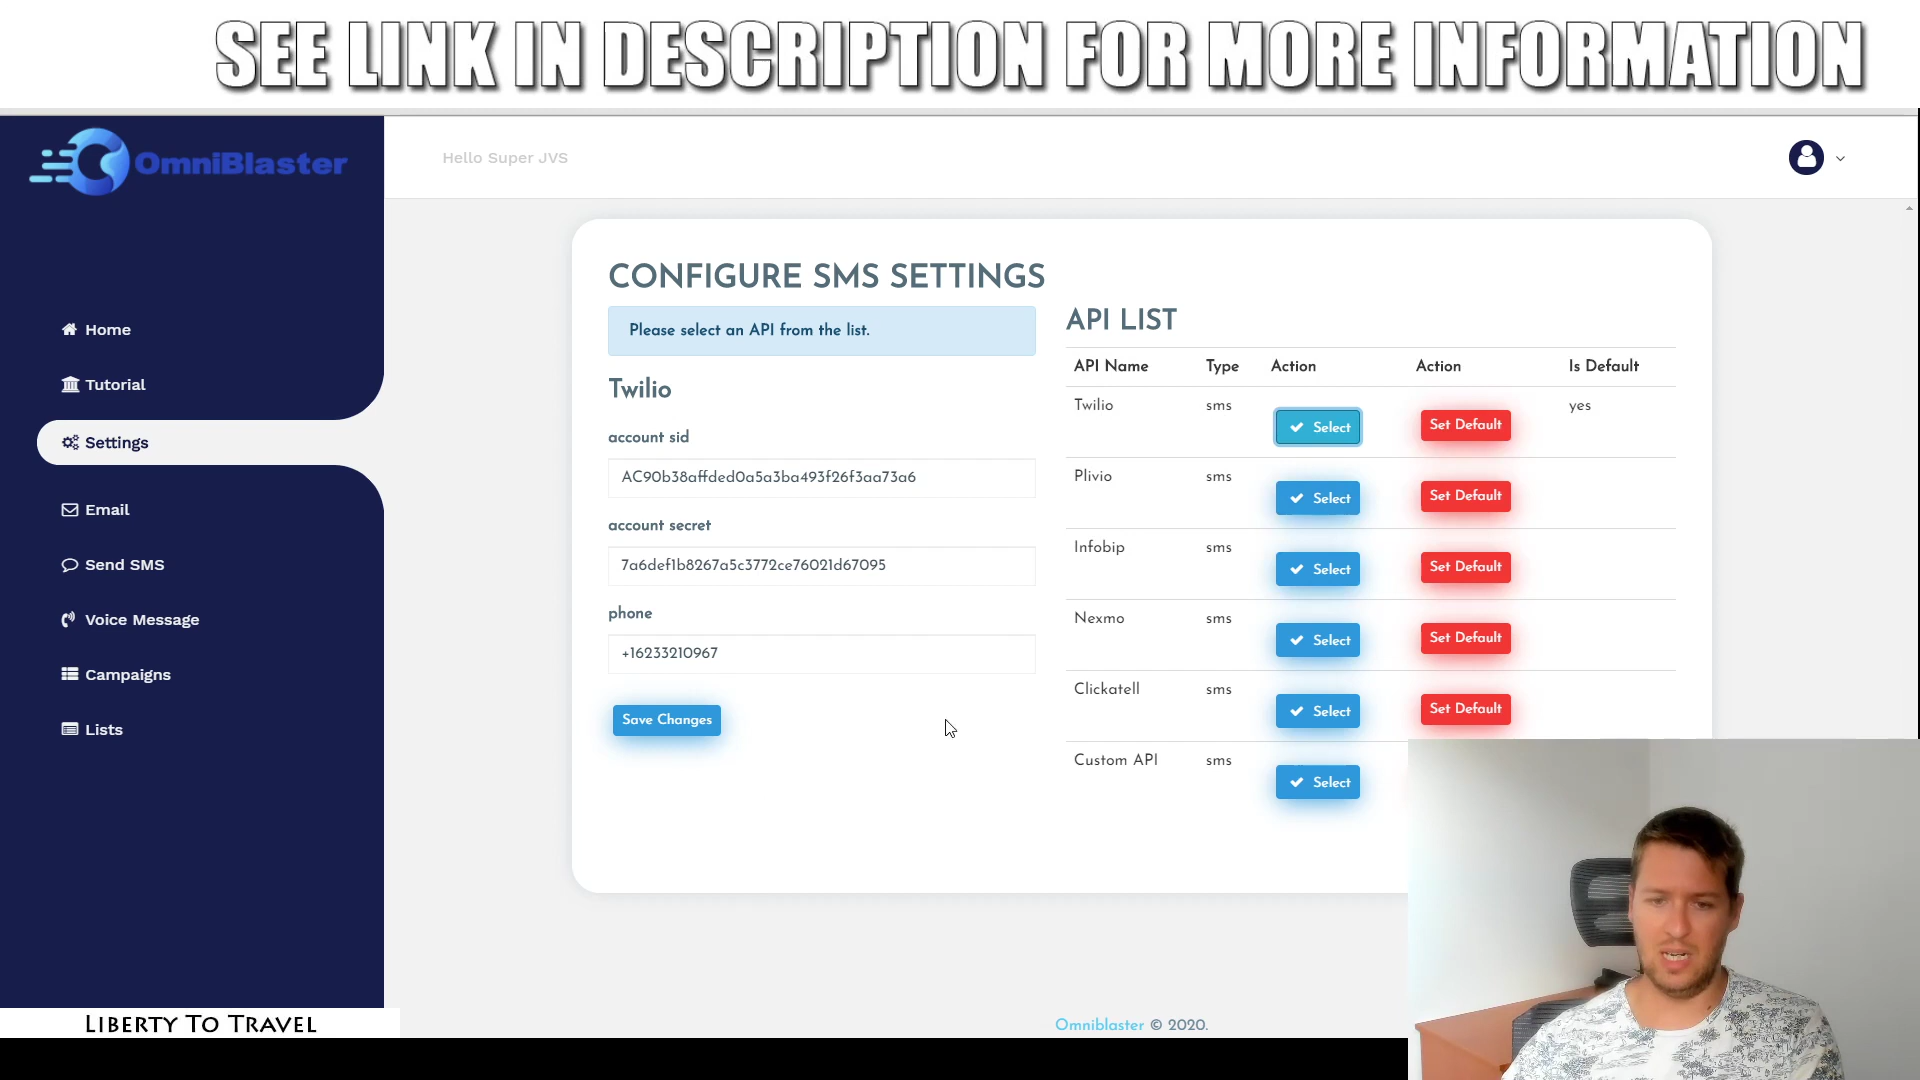 SEE LINK IN DESCRIPTION FOR MORE INFORMATION
OmniBlaster
Hello Super JVS
Home
Tutorial
Settings
Email
Send SMS
Voice Message
Campaigns
Lists
CONFIGURE SMS SETTINGS
Please select an API from the list.
Twilio
account sid
AC90b38affded0a5a3ba493f26f3aa73a6
account secret
7a6def1b8267a5c3772ce76021d67095
phone
+16233210967
Save Changes
API LIST
API Name Type Action Action Is Default
Twilio sms Select Set Default yes
Plivio sms Select Set Default
Infobip sms Select Set Default
Nexmo sms Select Set Default
Clickatell sms Select Set Default
Custom API sms Select
Omniblaster © 2020.
LIBERTY TO TRAVEL